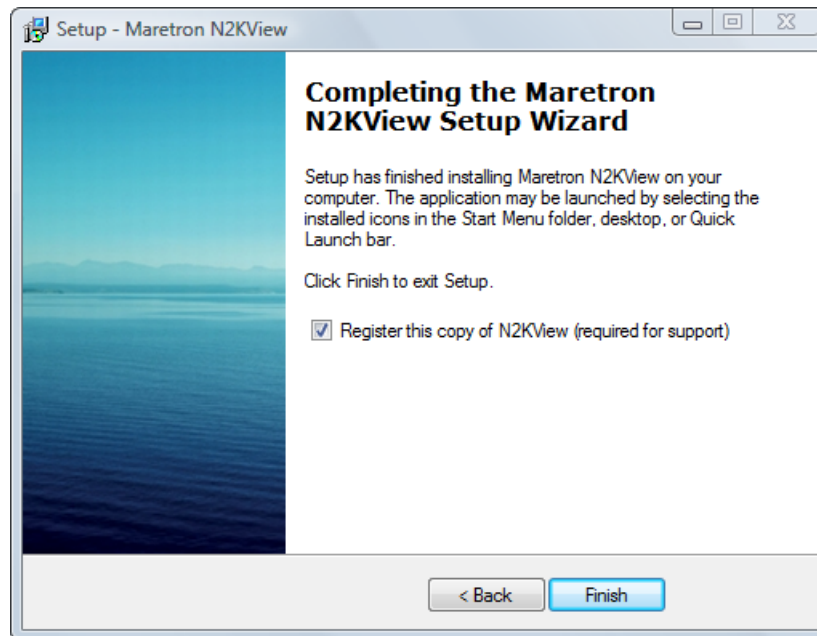 Setup - Maretron N2KView
Completing the Maretron
N2KView Setup Wizard
Setup has finished installing Maretron N2KView on your
computer. The application may be launched by selecting the
installed icons in the Start Menu folder, desktop, or Quick
Launch bar.
Click Finish to exit Setup.
Register this copy of N2KView (required for support)
< Back
Finish